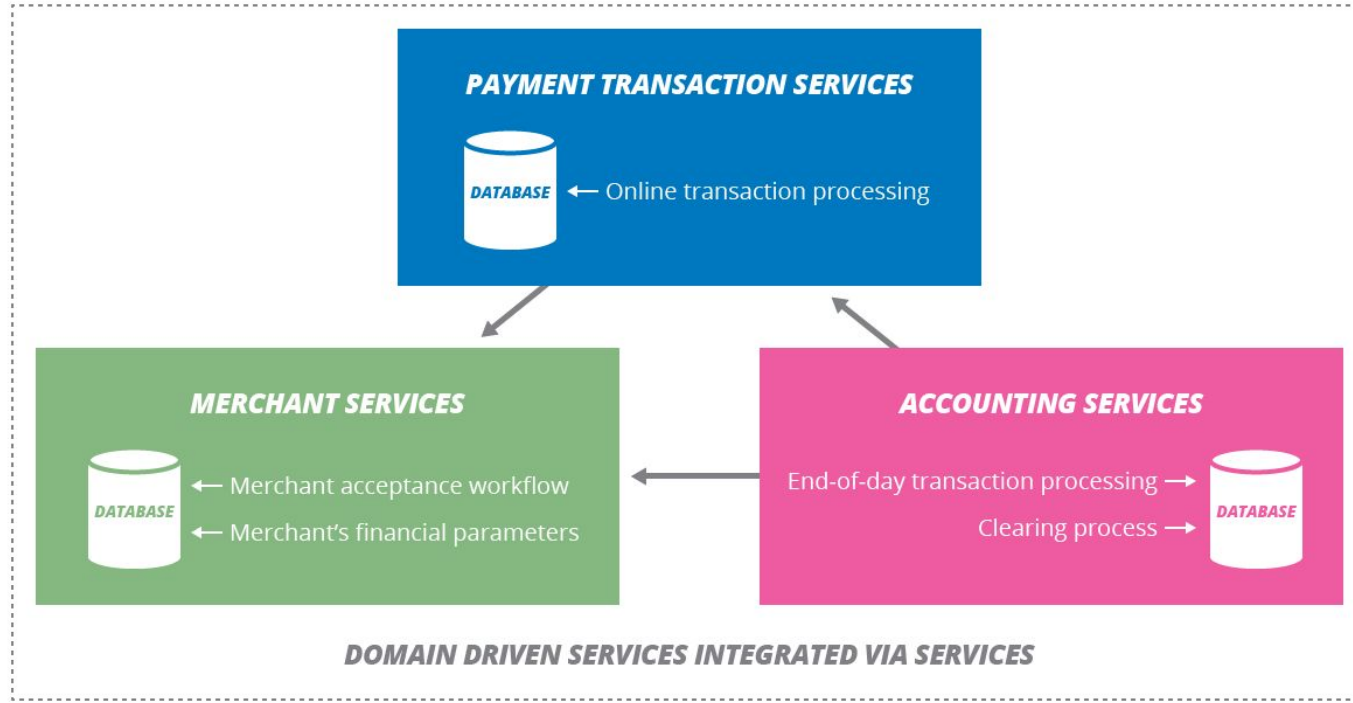 PAYMENT TRANSACTION SERVICES
DATABASE
Online transaction processing
MERCHANT SERVICES
DATABASE
Merchant acceptance workflow
Merchant’s financial parameters
ACCOUNTING SERVICES
End-of-day transaction processing
Clearing process
DATABASE
DOMAIN DRIVEN SERVICES INTEGRATED VIA SERVICES